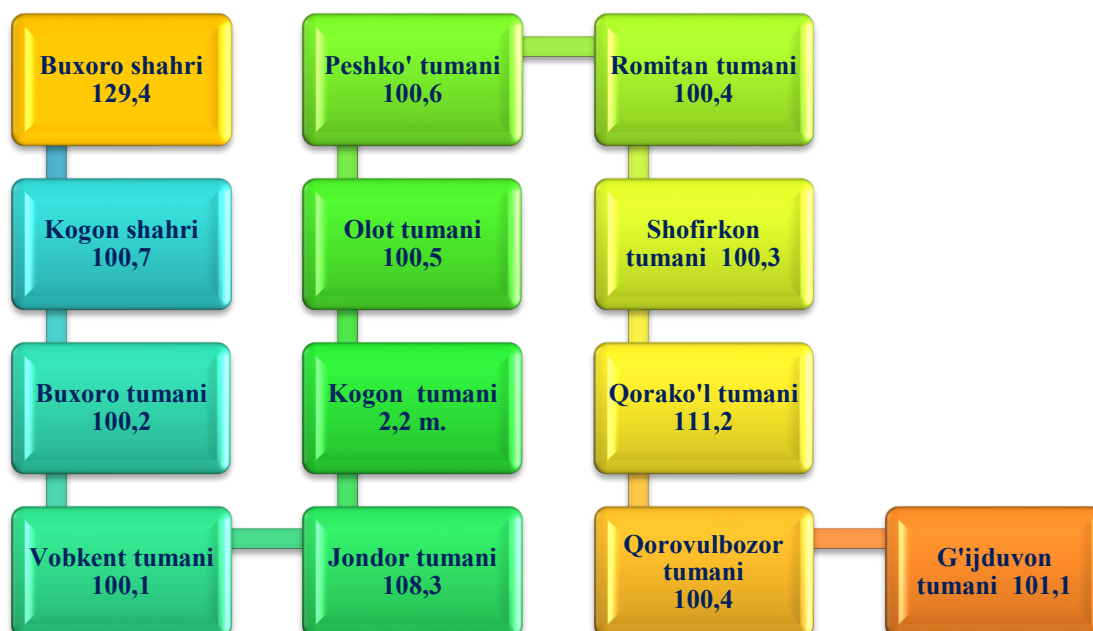 Buxoro shahri
129,4
Kogon shahri
100,7
Buxoro tumani
100,2
Vobkent tumani
100,1
Jondor tumani
108,3
Kogon tumani
2,2 m.
Olot tumani
100,5
Peshko' tumani
100,6
Romitan tumani
100,4
Shofirkon
tumani 100,3
Qorako'l tumani
111,2
Qorovulbozor
tumani
100,4
G'ijduvon
tumani 101,1